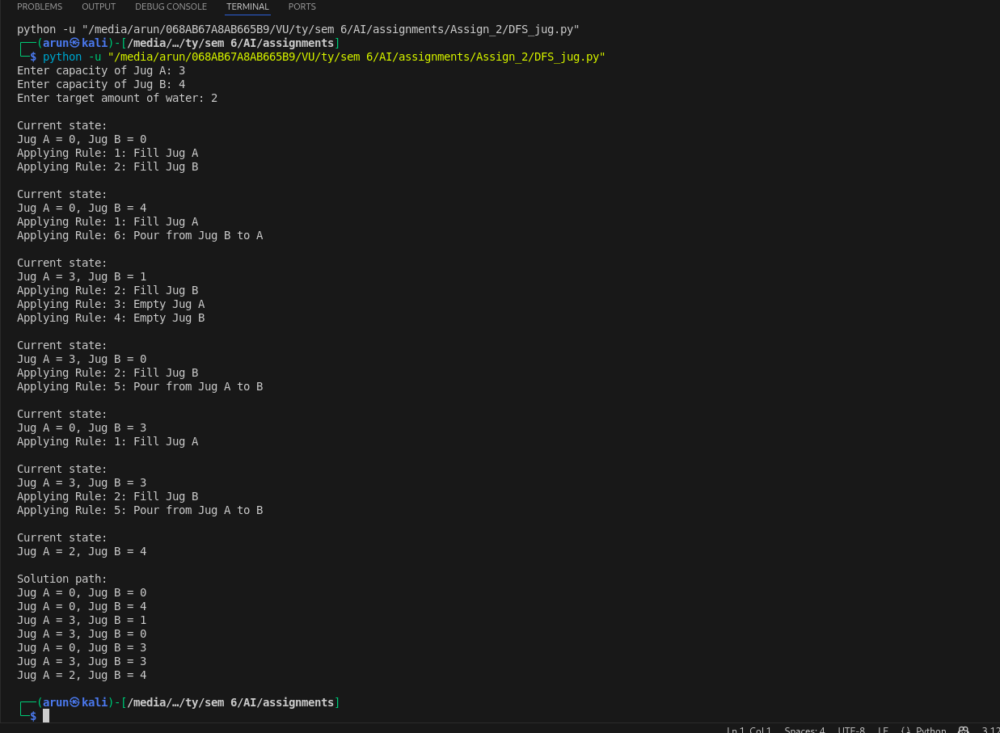 PROBLEMS OUTPUT DEBUG CONSOLE TERMINAL PORTS
python -u "/media/arun/068AB67A8AB665B9/VU/ty/sem 6/AI/assignments/Assign_2/DFS_jug.py"
┌──(arun㉿kali)-[/media/…/ty/sem 6/AI/assignments]
└─$ python -u "/media/arun/068AB67A8AB665B9/VU/ty/sem 6/AI/assignments/Assign_2/DFS_jug.py"
Enter capacity of Jug A: 3
Enter capacity of Jug B: 4
Enter target amount of water: 2
Current state:
Jug A = 0, Jug B = 0
Applying Rule: 1: Fill Jug A
Applying Rule: 2: Fill Jug B
Current state:
Jug A = 0, Jug B = 4
Applying Rule: 1: Fill Jug A
Applying Rule: 6: Pour from Jug B to A
Current state:
Jug A = 3, Jug B = 1
Applying Rule: 2: Fill Jug B
Applying Rule: 3: Empty Jug A
Applying Rule: 4: Empty Jug B
Current state:
Jug A = 3, Jug B = 0
Applying Rule: 2: Fill Jug B
Applying Rule: 5: Pour from Jug A to B
Current state:
Jug A = 0, Jug B = 3
Applying Rule: 1: Fill Jug A
Current state:
Jug A = 3, Jug B = 3
Applying Rule: 2: Fill Jug B
Applying Rule: 5: Pour from Jug A to B
Current state:
Jug A = 2, Jug B = 4
Solution path:
Jug A = 0, Jug B = 0
Jug A = 0, Jug B = 4
Jug A = 3, Jug B = 1
Jug A = 3, Jug B = 0
Jug A = 0, Jug B = 3
Jug A = 3, Jug B = 3
Jug A = 2, Jug B = 4
┌──(arun㉿kali)-[/media/…/ty/sem 6/AI/assignments]
└─$
Ln 1, Col 1 Spaces: 4 UTF-8 LF {} Python 3.12